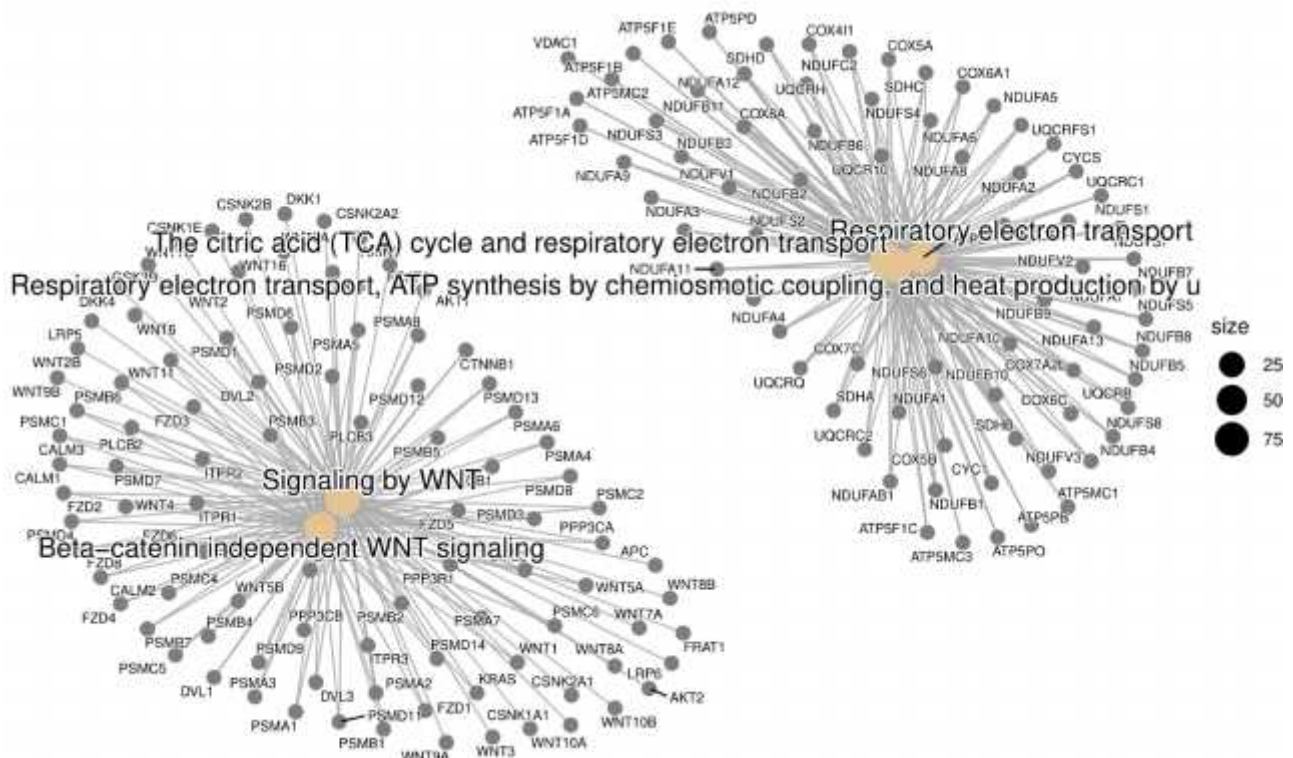 ATP5F1E
ATP5PD
COX4I1
VDAC1
SDHD
NDUFC2
COX5A
ATP5F1B
NDUFA12
UQCRH
SDHC
COX6A1
ATP5MC2
NDUFB11
NDUFA5
ATP5F1A
COX8A
NDUFS4
ATP5F1D
NDUFS3
NDUFB3
NDUFB6
NDUFA6
UQCRFS1
NDUFA9
NDUFV1
NDUFB2
UQCR10
NDUFA8
NDUFA2
CYCS
UQCRC1
NDUFA3
NDUFS2
NDUFS1
CSNK2B
DKK1
CSNK2A2
CSNK1E
Respiratory electron transport
The citric acid (TCA) cycle and respiratory electron transport
WNT16
NDUFA11
NDUFV2
NDUFB7
Respiratory electron transport, ATP synthesis by chemiosmotic coupling, and heat production by u
DKK4
WNT2
PSMD6
AKT1
NDUFA4
NDUFB9
NDUFS5
LRP5
WNT6
PSMD1
PSMA5
PSMA8
COX7C
NDUFA10
NDUFA13
NDUFB8
size
WNT2B
WNT11
PSMD2
CTNNB1
UQCRQ
NDUFS6
NDUFB10
COX7A2L
NDUFB5
25
WNT9B
PSMB6
DVL2
PSMD12
PSMD13
SDHA
NDUFA1
COX6C
UQCRB
50
PSMC1
FZD3
PSMB3
PLCB3
PSMA6
UQCRC2
SDHB
NDUFS8
75
CALM3
PLCB2
PSMB5
PSMA4
COX5B
CYC1
NDUFV3
NDUFB4
CALM1
PSMD7
ITPR2
Signaling by WNT
PSMD8
PSMC2
NDUFAB1
NDUFB1
ATP5MC1
FZD2
WNT4
ITPR1
FZD5
PSMD3
PPP3CA
ATP5F1C
ATP5PB
PSMD4
FZD6
Beta-catenin independent WNT signaling
APC
ATP5MC3
ATP5PO
FZD8
PSMC4
PPP3R1
CALM2
WNT5B
WNT5A
WNT8B
FZD4
PSMB4
PPP3CB
PSMB2
PSMA7
PSMC6
WNT7A
PSMB7
PSMD9
PSMD14
WNT1
WNT8A
FRAT1
PSMC5
ITPR3
LRP6
DVL1
PSMA3
DVL3
PSMA2
KRAS
CSNK2A1
AKT2
PSMA1
PSMD11
FZD1
CSNK1A1
WNT10B
PSMB1
WNT9A
WNT3
WNT10A